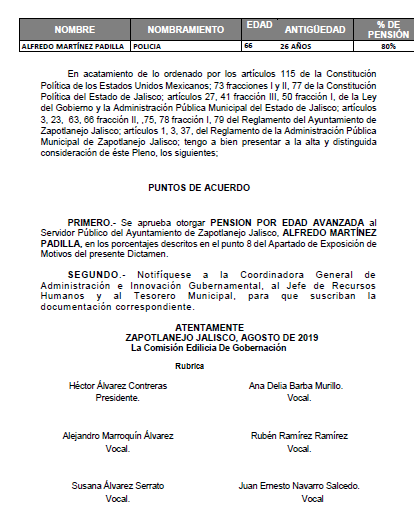 NOMBRE NOMBRAMIENTO EDAD ANTIGÜEDAD % DE PENSIÓN
ALFREDO MARTÍNEZ PADILLA POLICIA 66 26 AÑOS 80%
En acatamiento de lo ordenado por los artículos 115 de la Constitución
Política de los Estados Unidos Mexicanos; 73 fracciones I y II, 77 de la Constitución
Política del Estado de Jalisco; artículos 27, 41 fracción III, 50 fracción I, de la Ley
del Gobierno y la Administración Pública Municipal del Estado de Jalisco; artículos
3, 23, 63, 66 fracción II, ,75, 78 fracción I, 79 del Reglamento del Ayuntamiento de
Zapotlanejo Jalisco; artículos 1, 3, 37, del Reglamento de la Administración Pública
Municipal de Zapotlanejo Jalisco; tengo a bien presentar a la alta y distinguida
consideración de éste Pleno, los siguientes;
PUNTOS DE ACUERDO
PRIMERO.- Se aprueba otorgar PENSION POR EDAD AVANZADA al
Servidor Público del Ayuntamiento de Zapotlanejo Jalisco, ALFREDO MARTÍNEZ
PADILLA, en los porcentajes descritos en el punto 8 del Apartado de Exposición de
Motivos del presente Dictamen.
SEGUNDO.- Notifíquese a la Coordinadora General de
Administración e Innovación Gubernamental, al Jefe de Recursos
Humanos y al Tesorero Municipal, para que suscriban la
documentación correspondiente.
ATENTAMENTE
ZAPOTLANEJO JALISCO, AGOSTO DE 2019
La Comisión Edilicia De Gobernación
Rubrica
Héctor Álvarez Contreras Ana Delia Barba Murillo.
Presidente. Vocal.
Alejandro Marroquín Álvarez Rubén Ramírez Ramírez
Vocal. Vocal.
Susana Álvarez Serrato Juan Ernesto Navarro Salcedo.
Vocal. Vocal